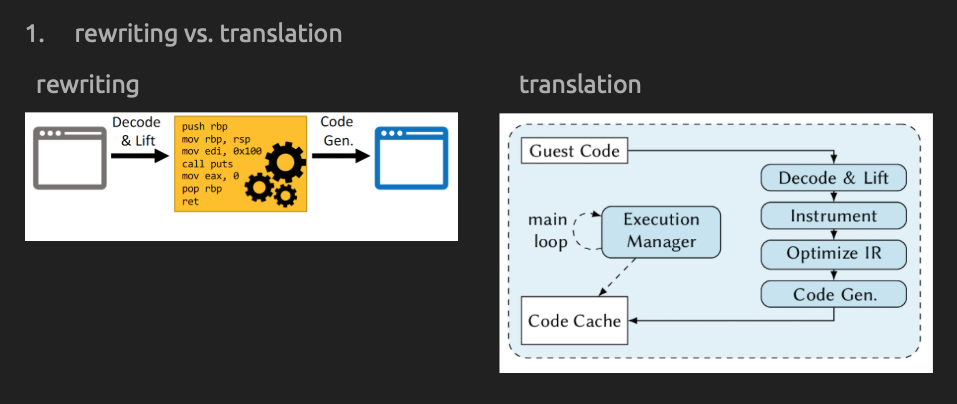 1. rewriting vs. translation
rewriting
Decode
& Lift
push rbp
mov rbp, rsp
mov edi, 0x100
call puts
mov eax, 0
pop rbp
ret
Code
Gen.
translation
Guest Code
Decode & Lift
Instrument
Optimize IR
Code Gen.
main
loop
Execution
Manager
Code Cache